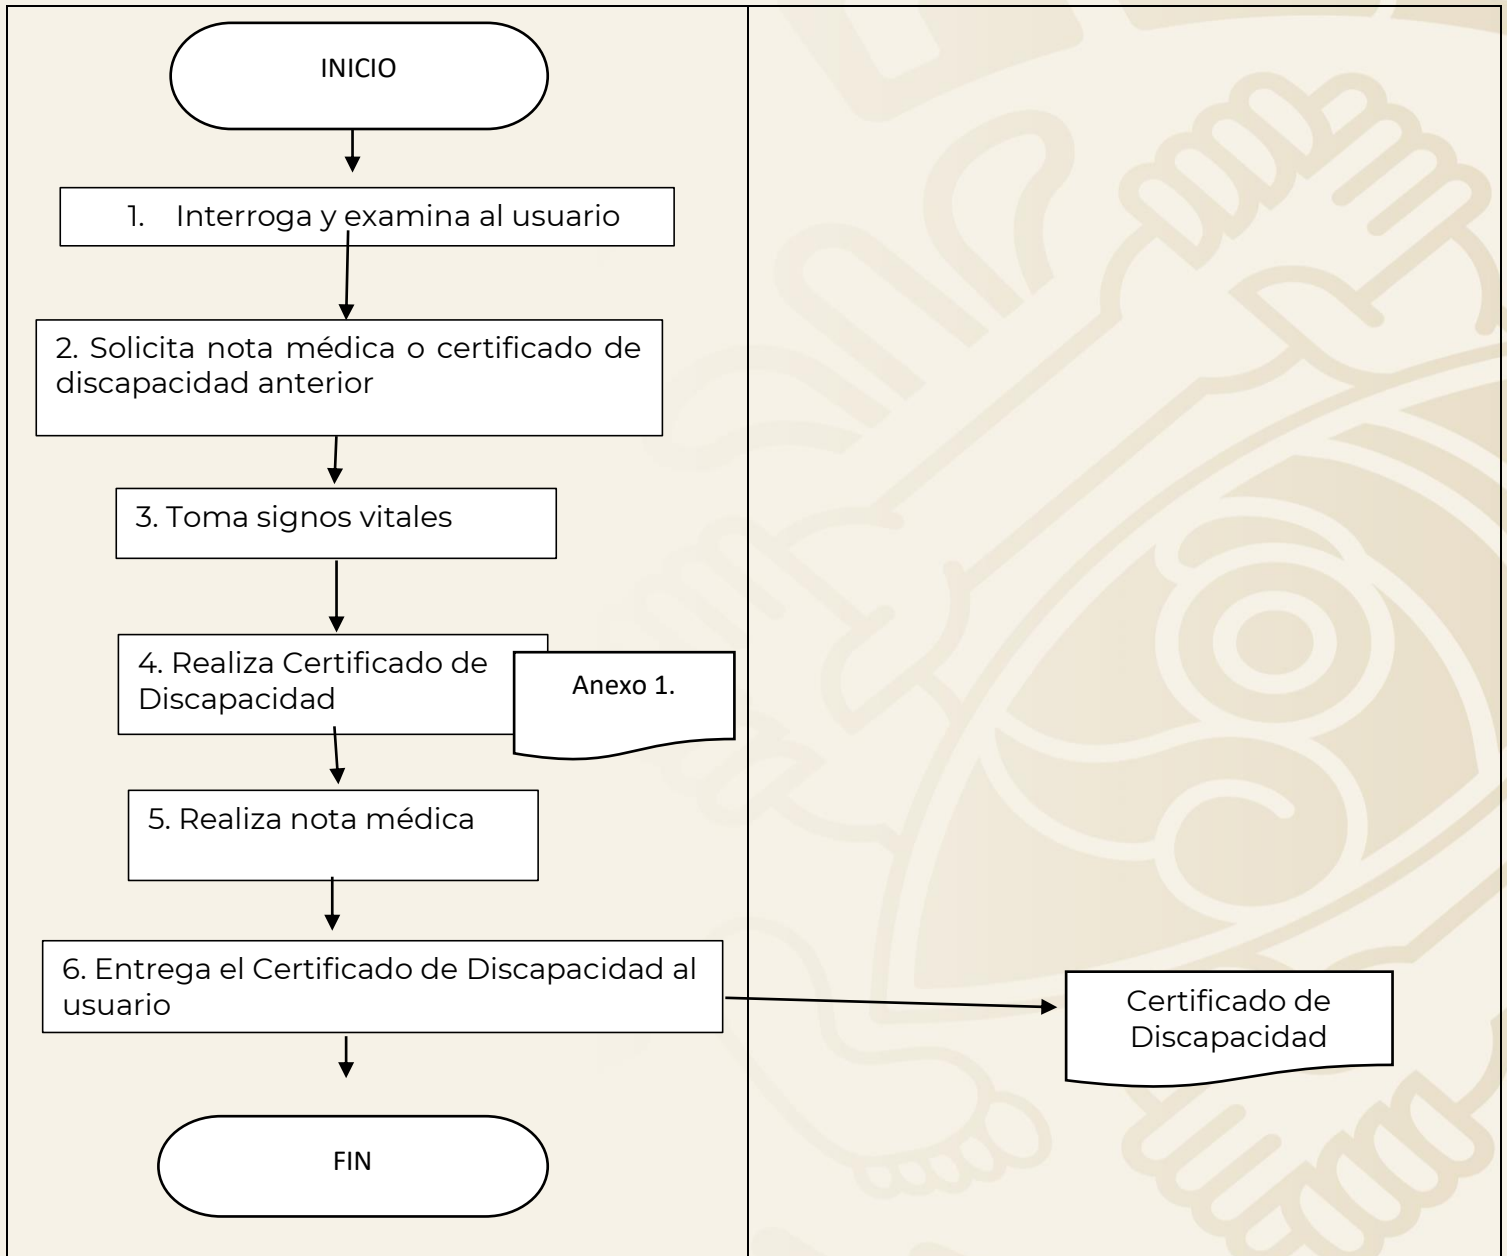 INICIO
1. Interroga y examina al usuario
2. Solicita nota médica o certificado de
discapacidad anterior
3. Toma signos vitales
4. Realiza Certificado de
Discapacidad
Anexo 1.
5. Realiza nota médica
6. Entrega el Certificado de Discapacidad al
usuario
Certificado de
Discapacidad
FIN